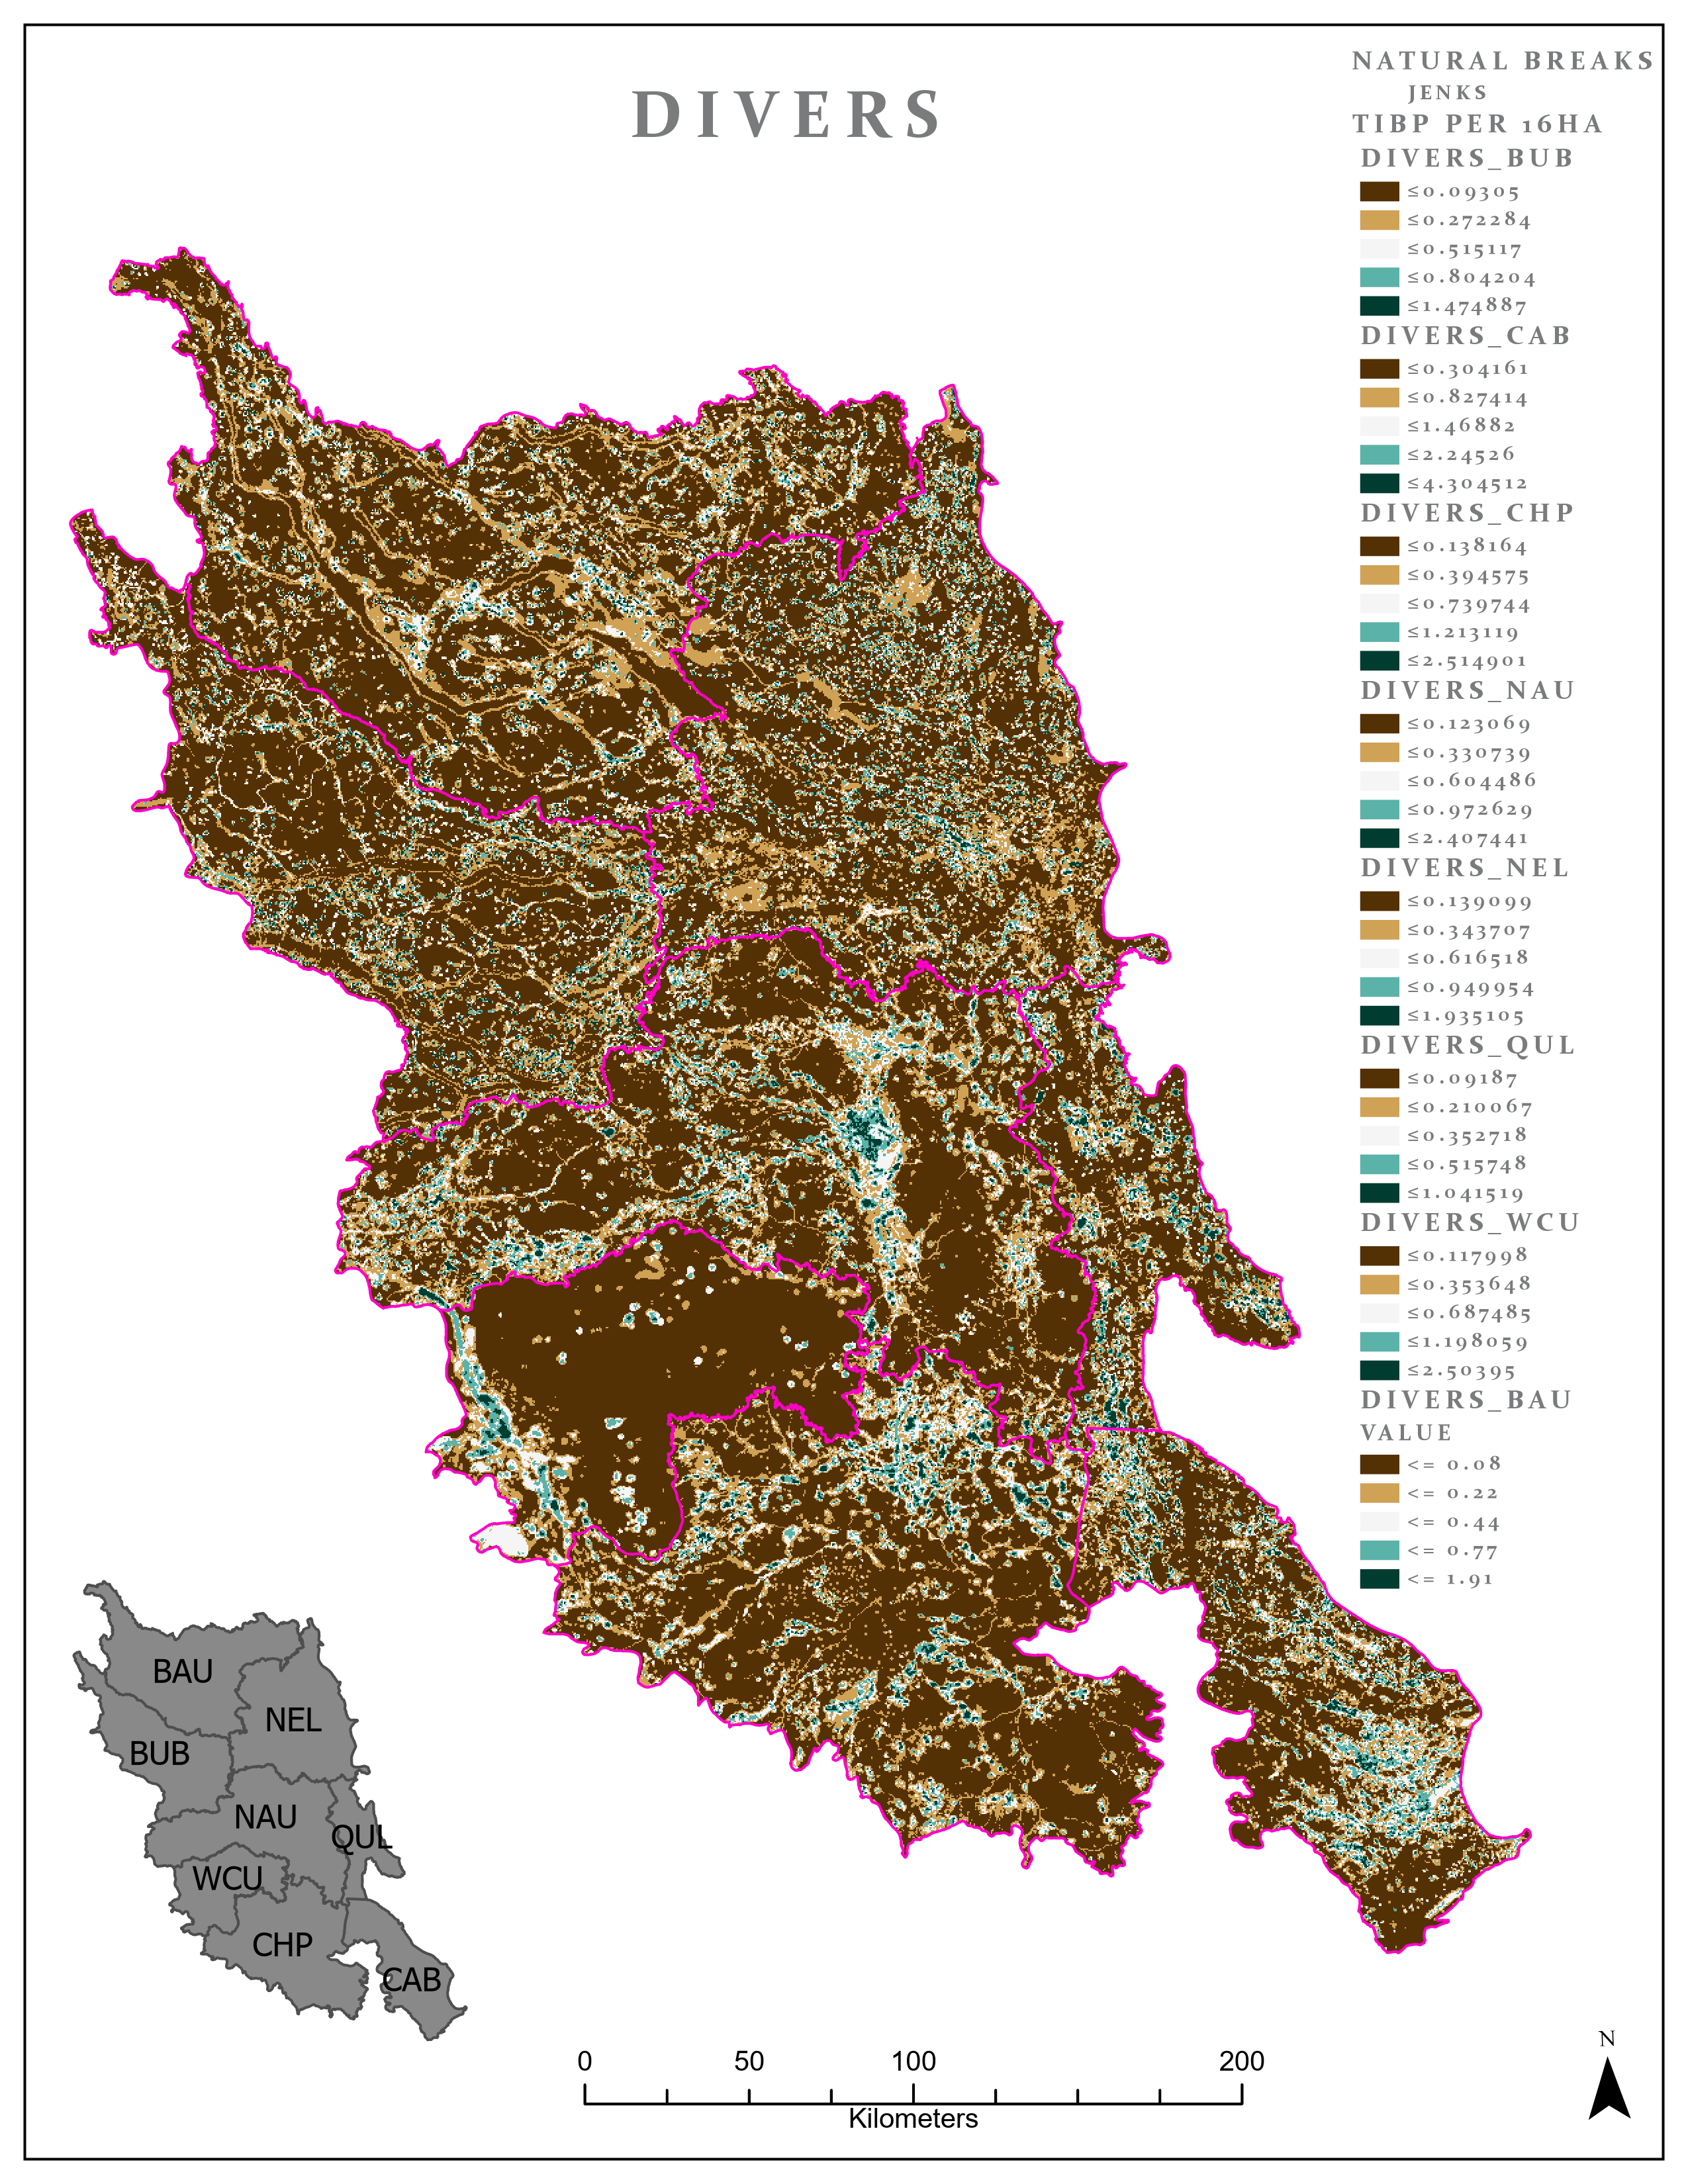 DIVERS
NATURAL BREAKS
JENKS
TIBP PER 16HA
DIVERS_BUB
≤0.09305
≤0.272284
≤0.515117
≤0.804204
≤1.474887
DIVERS_CAB
≤0.304161
≤0.827414
≤1.46882
≤2.24526
≤4.304512
DIVERS_CHP
≤0.138164
≤0.394575
≤0.739744
≤1.213119
≤2.514901
DIVERS_NAU
≤0.123069
≤0.330739
≤0.604486
≤0.972629
≤2.407441
DIVERS_NEL
≤0.139099
≤0.343707
≤0.616518
≤0.949954
≤1.935105
DIVERS_QUL
≤0.09187
≤0.210067
≤0.352718
≤0.515748
≤1.041519
DIVERS_WCU
≤0.117998
≤0.353648
≤0.687485
≤1.198059
≤2.50395
DIVERS_BAU
VALUE
<= 0.08
<= 0.22
<= 0.44
<= 0.77
<= 1.91
BAU
NEL
BUB
NAU
QUL
WCU
CHP
CAB
0 50 100 200
Kilometers
N